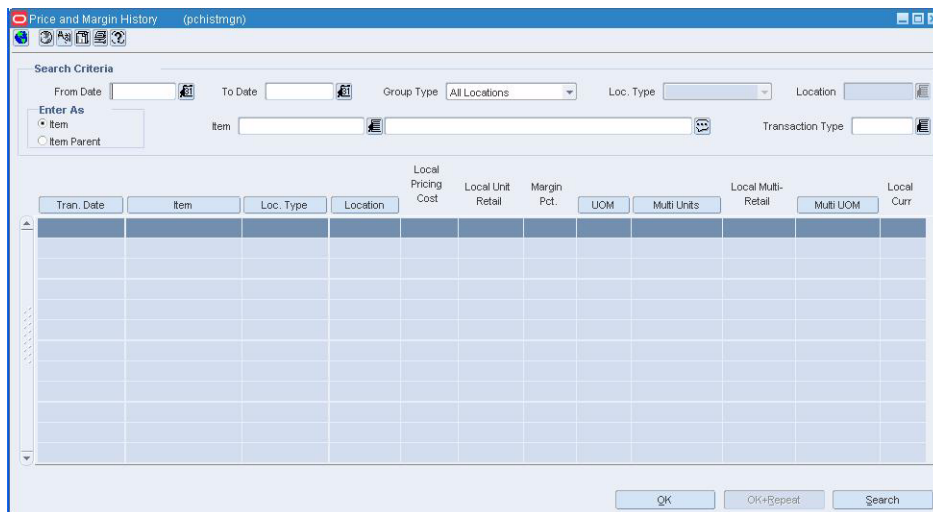 Price and Margin History (pchistmgn)
Search Criteria
From Date To Date Group Type All Locations Loc. Type Location
Enter As
Item
Item Parent
Item Transaction Type
Tran. Date Item Loc. Type Location Local Pricing Cost Local Unit Retail Margin Pct. UOM Multi Units Local Multi-Retail Multi UOM Local Curr
OK OK+Repeat Search